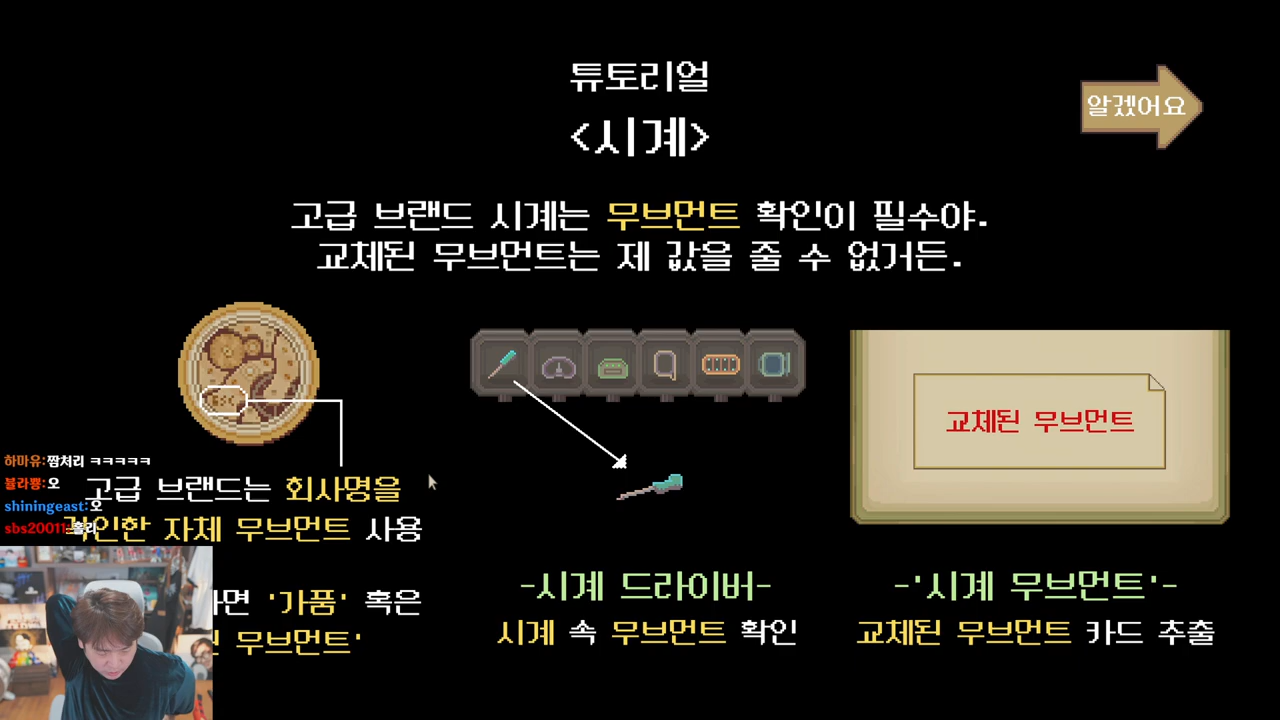 튜토리얼
<시계>
알겠어요
고급 브랜드 시계는 무브먼트 확인이 필수야.
교체된 무브먼트는 제 값을 줄 수 없거든.
ESC
교체된 무브먼트
하마유: 짬처리 ㅋㅋㅋㅋㅋ
블라뿡: 오
shiningeast: 오
sbs20011
고급 브랜드는 회사명을
각인한 자체 무브먼트 사용
'가품' 혹은
무브먼트'
-시계 드라이버-
시계 속 무브먼트 확인
-'시계 무브먼트'-
교체된 무브먼트 카드 추출